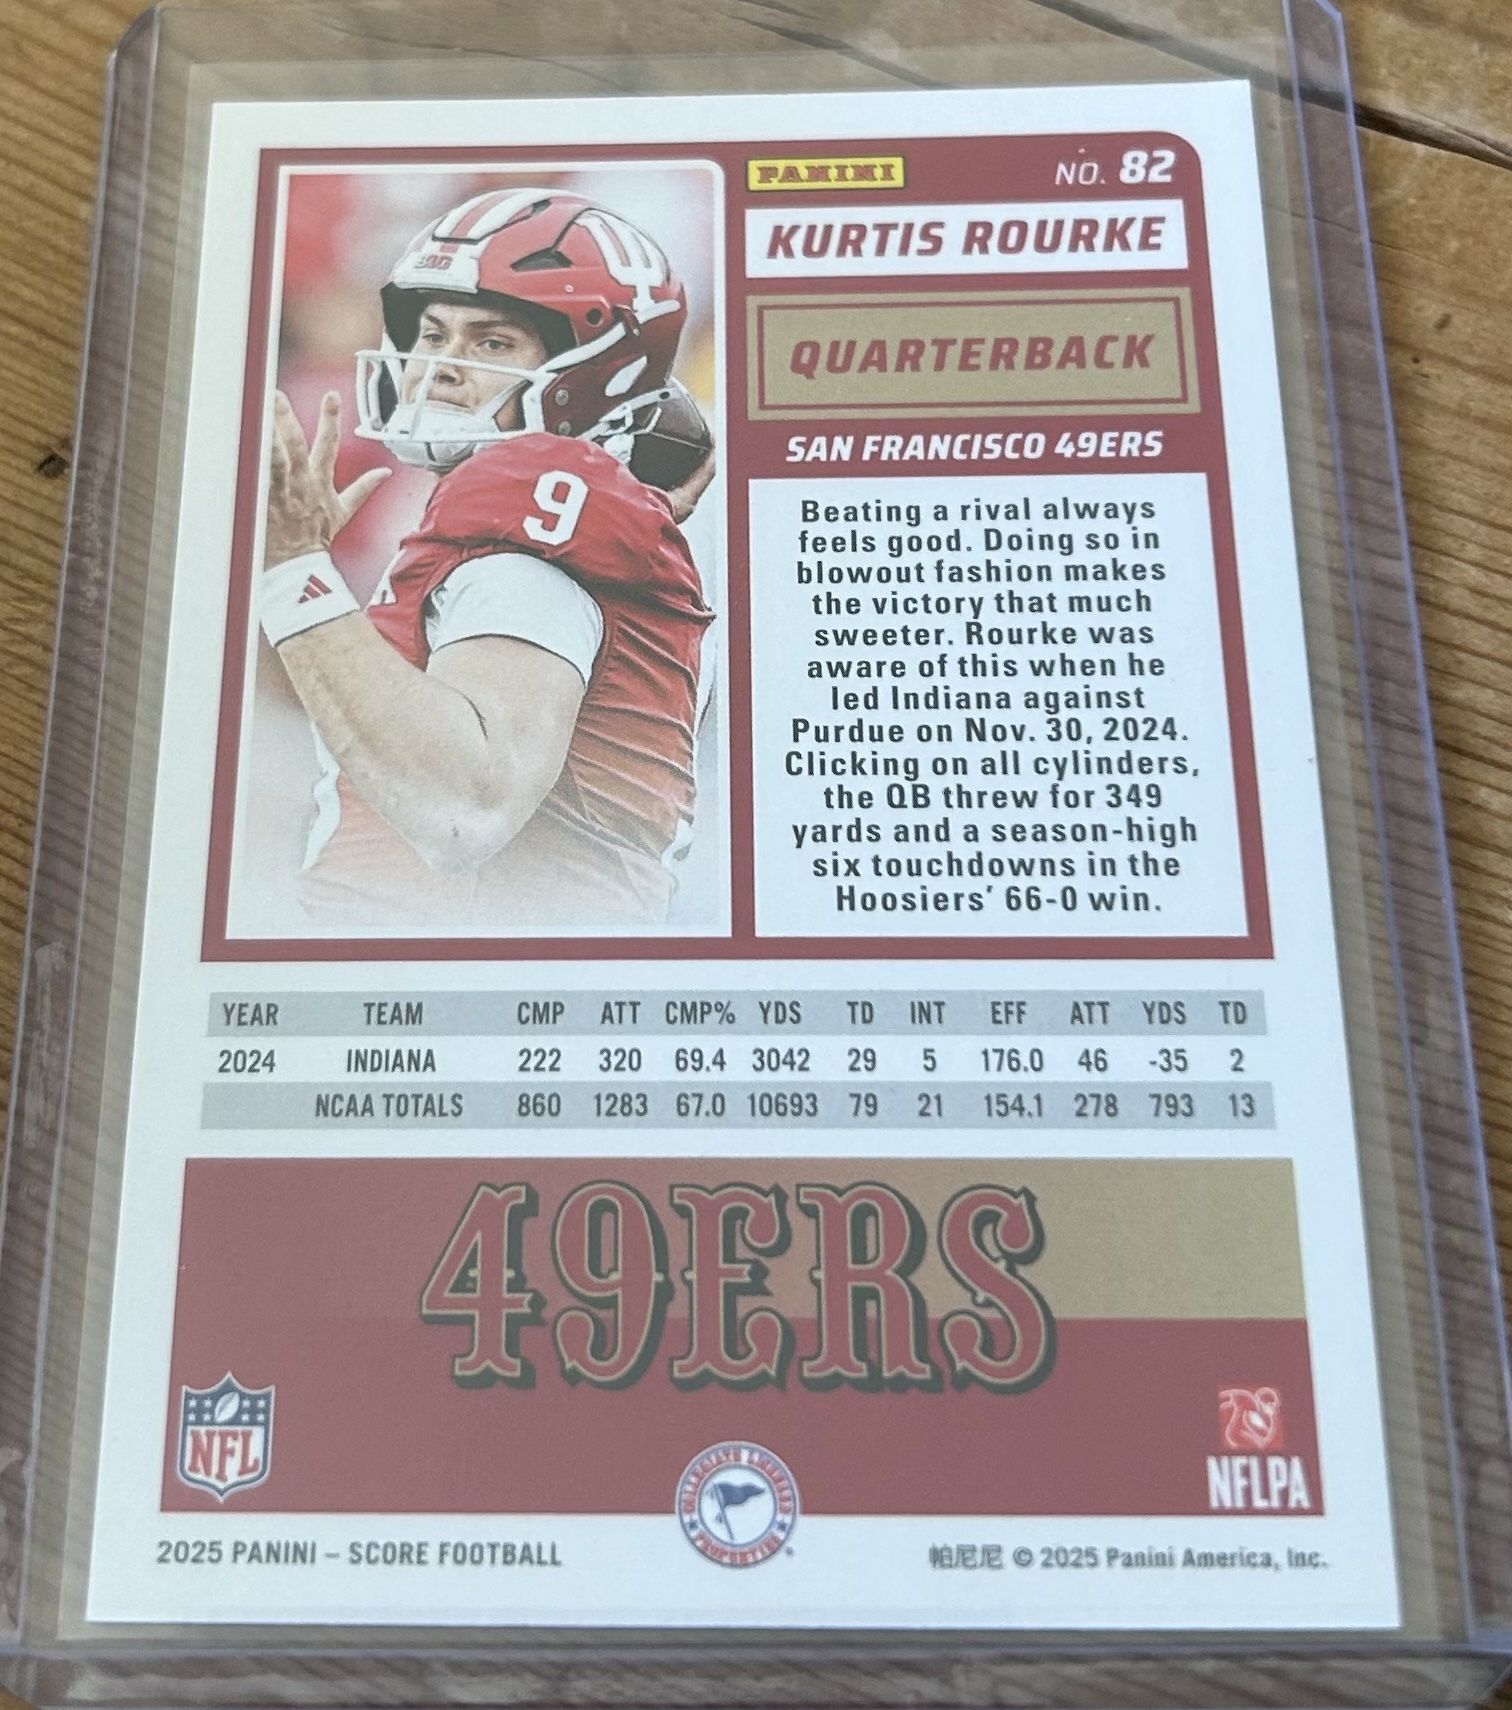 PANINI
NO. 82
KURTIS ROURKE
QUARTERBACK
SAN FRANCISCO 49ERS
9
Beating a rival always
feels good. Doing so in
blowout fashion makes
the victory that much
sweeter. Rourke was
aware of this when he
led Indiana against
Purdue on Nov. 30, 2024.
Clicking on all cylinders,
the QB threw for 349
yards and a season-high
six touchdowns in the
Hoosiers' 66-0 win.
YEAR TEAM CMP ATT CMP% YDS TD INT EFF ATT YDS TD
2024 INDIANA 222 320 69.4 3042 29 5 176.0 46 -35 2
NCAA TOTALS 860 1283 67.0 10693 79 21 154.1 278 793 13
49ERS
NFL
COLLEGIATE LICENSED
PROPERTIES
NFLPA
2025 PANINI – SCORE FOOTBALL
帕尼尼 © 2025 Panini America, Inc.